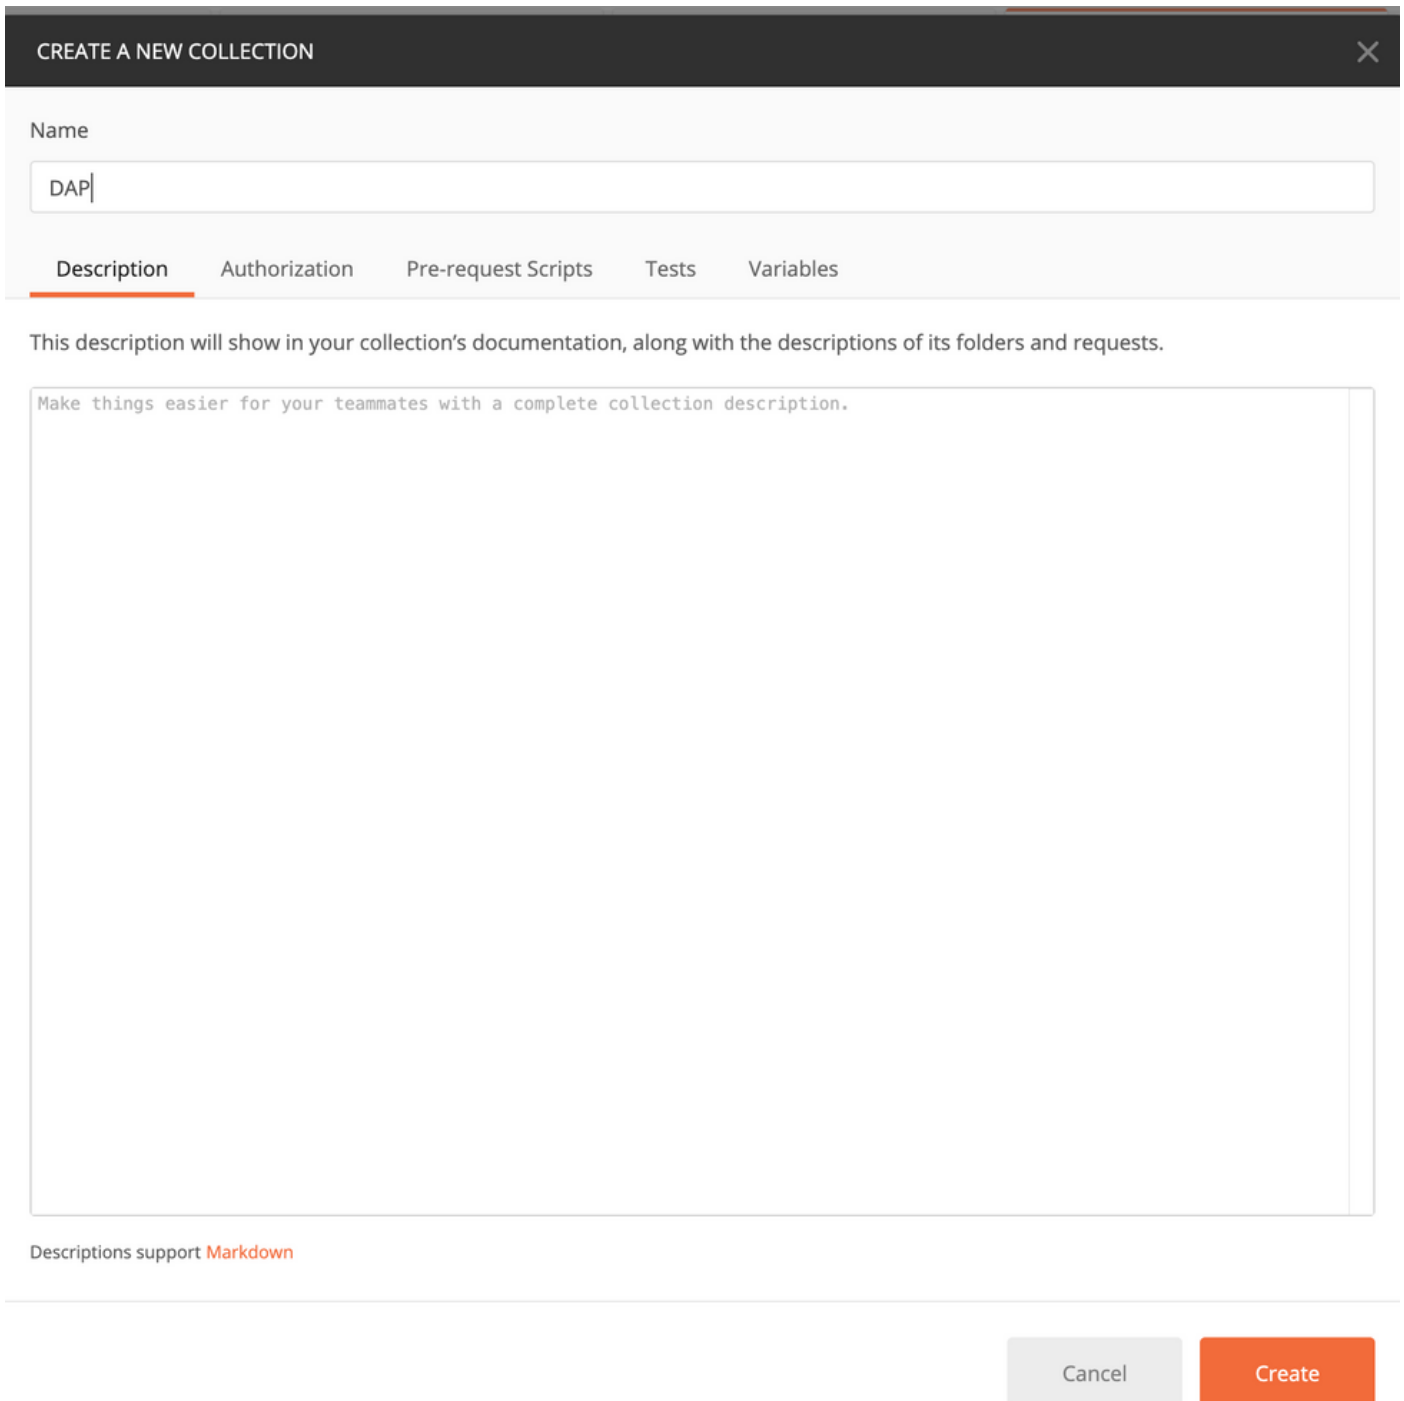 CREATE A NEW COLLECTION
Name
DAP
Description Authorization Pre-request Scripts Tests Variables
This description will show in your collection’s documentation, along with the descriptions of its folders and requests.
Make things easier for your teammates with a complete collection description.
Descriptions support Markdown
Cancel Create